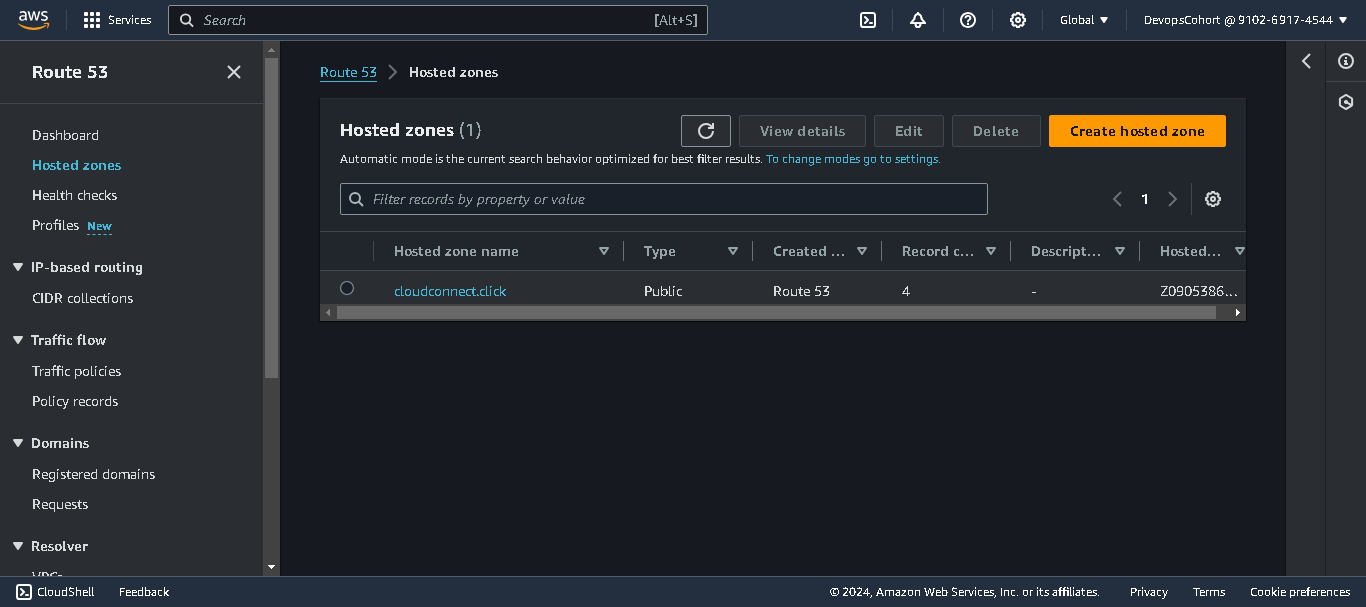 aws
Services
Search
[Alt+S]
Global
DevopsCohort @ 9102-6917-4544
Route 53
Dashboard
Hosted zones
Health checks
Profiles New
IP-based routing
CIDR collections
Traffic flow
Traffic policies
Policy records
Domains
Registered domains
Requests
Resolver
Route 53 Hosted zones
Hosted zones (1)
View details
Edit
Delete
Create hosted zone
Automatic mode is the current search behavior optimized for best filter results. To change modes go to settings.
Filter records by property or value
1
Hosted zone name Type Created ... Record c... Descript... Hosted...
cloudconnect.click Public Route 53 4 - Z0905386...
CloudShell Feedback
© 2024, Amazon Web Services, Inc. or its affiliates. Privacy Terms Cookie preferences